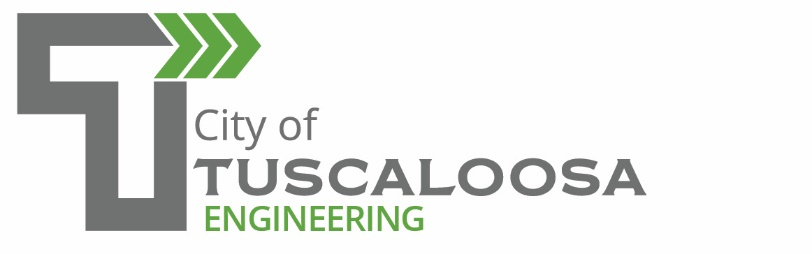 City of
TUSCALOOSA
ENGINEERING